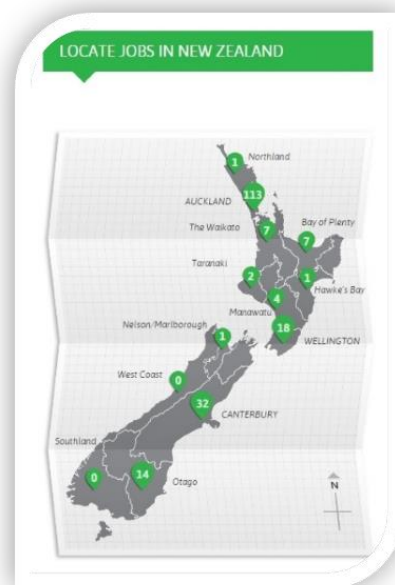 LOCATE JOBS IN NEW ZEALAND
1
Northland
113
AUCKLAND
The Waikato
7
Bay of Plenty
7
Taranaki
2
1
Hawke's Bay
4
Manawatu
Nelson/Marlborough
1
18
WELLINGTON
West Coast
0
32
CANTERBURY
Southland
0
14
Otago
N